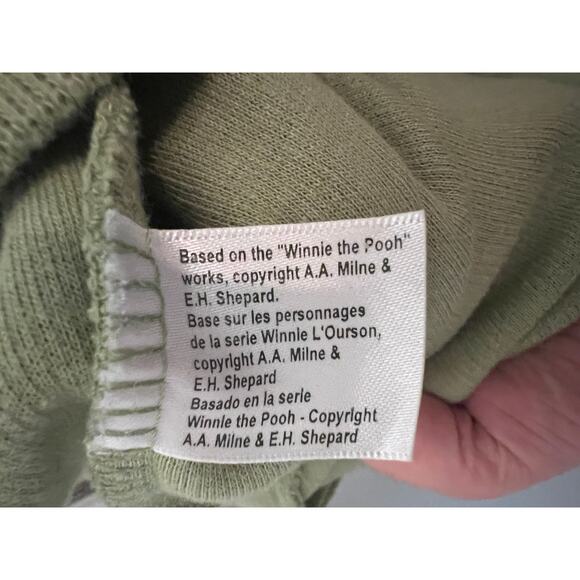 Based on the "Winnie the Pooh"
works, copyright A.A. Milne &
E.H. Shepard.
Base sur les personnages
de la serie Winnie L'Ourson,
copyright A.A. Milne &
E.H. Shepard
Basado en la serie
Winnie the Pooh - Copyright
A.A. Milne & E.H. Shepard